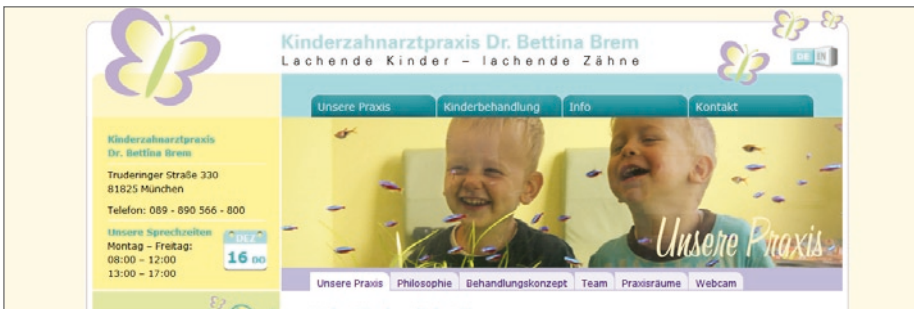 Kinderzahnarztpraxis Dr. Bettina Brem
Lachende Kinder – lachende Zähne
DE EN
Unsere Praxis Kinderbehandlung Info Kontakt
Kinderzahnarztpraxis
Dr. Bettina Brem
Truderinger Straße 330
81825 München
Telefon: 089 - 890 566 - 800
Unsere Sprechzeiten
Montag – Freitag:
08:00 – 12:00
13:00 – 17:00
DEZ
16 DO
Unsere Praxis
Unsere Praxis Philosophie Behandlungskonzept Team Praxisräume Webcam